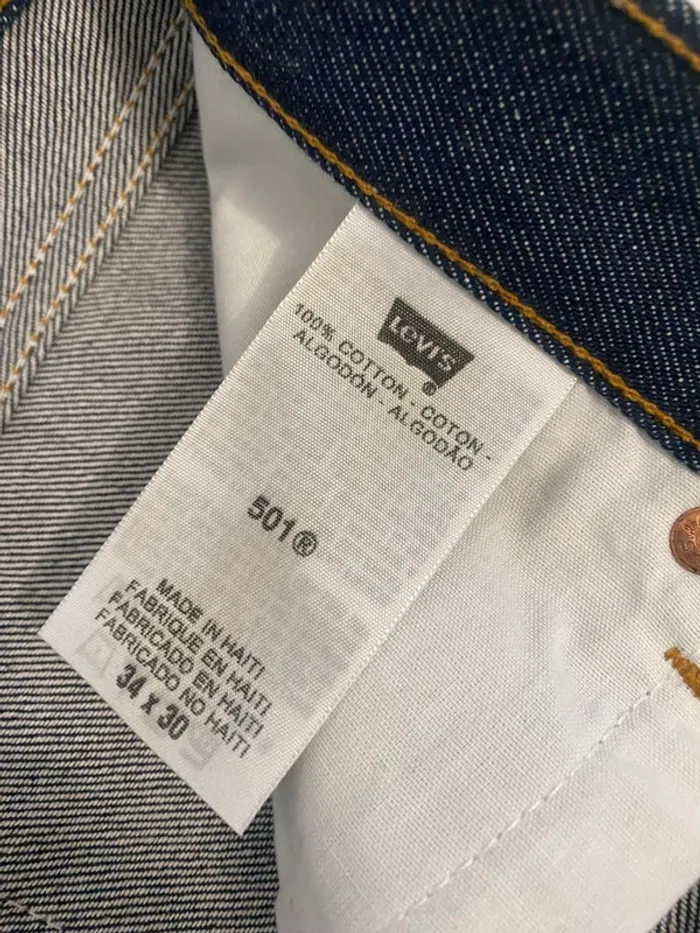 LEVI'S
®
100% COTTON - COTON -
ALGODÓN - ALGODÃO
501®
MADE IN HAITI
FABRIQUE EN HAITI
FABRICADO EN HAITI
FABRICADO NO HAITI
34 x 30